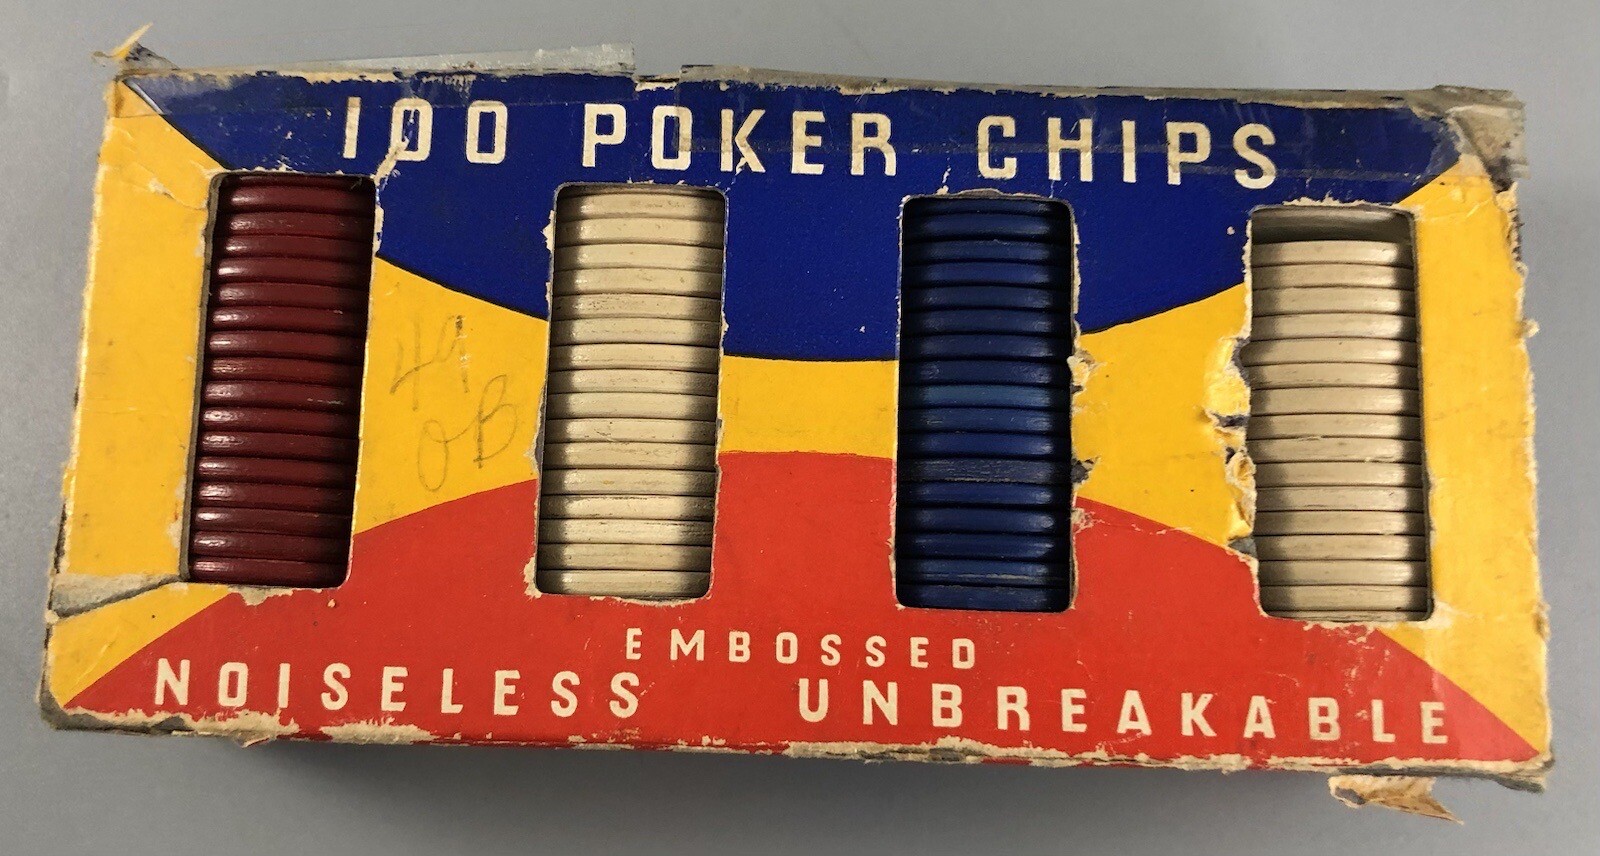 100 POKER CHIPS
49
OB
EMBOSSED
NOISELESS UNBREAKABLE